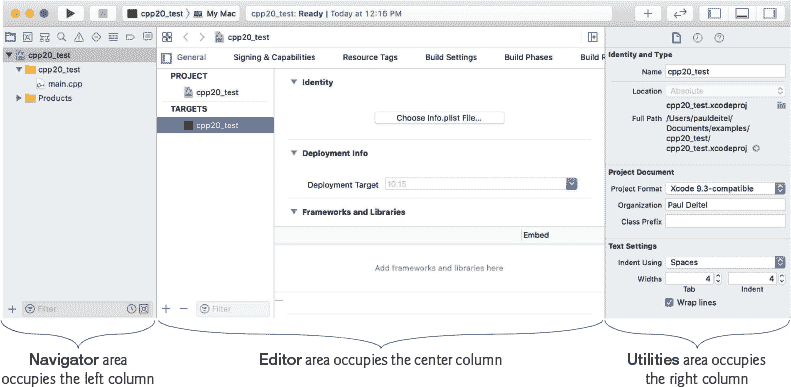 cpp20_test
My Mac
cpp20_test: Ready | Today at 12:16 PM
cpp20_test
cpp20_test
main.cpp
Products
Filter
cpp20_test
General
Signing & Capabilities
Resource Tags
Build Settings
Build Phases
Build R
PROJECT
cpp20_test
TARGETS
cpp20_test
Filter
Identity
Choose Info.plist File...
Deployment Info
Deployment Target
10.15
Frameworks and Libraries
Embed
Add frameworks and libraries here
Identity and Type
Name
cpp20_test
Location
Absolute
cpp20_test.xcodeproj
Full Path
/Users/pauldeitel/
Documents/examples/
cpp20_test/
cpp20_test.xcodeproj
Project Document
Project Format
Xcode 9.3-compatible
Organization
Paul Deitel
Class Prefix
Text Settings
Indent Using
Spaces
Widths
4
4
Tab
Indent
Wrap lines
Navigator area
occupies the left column
Editor area occupies the center column
Utilities area occupies
the right column